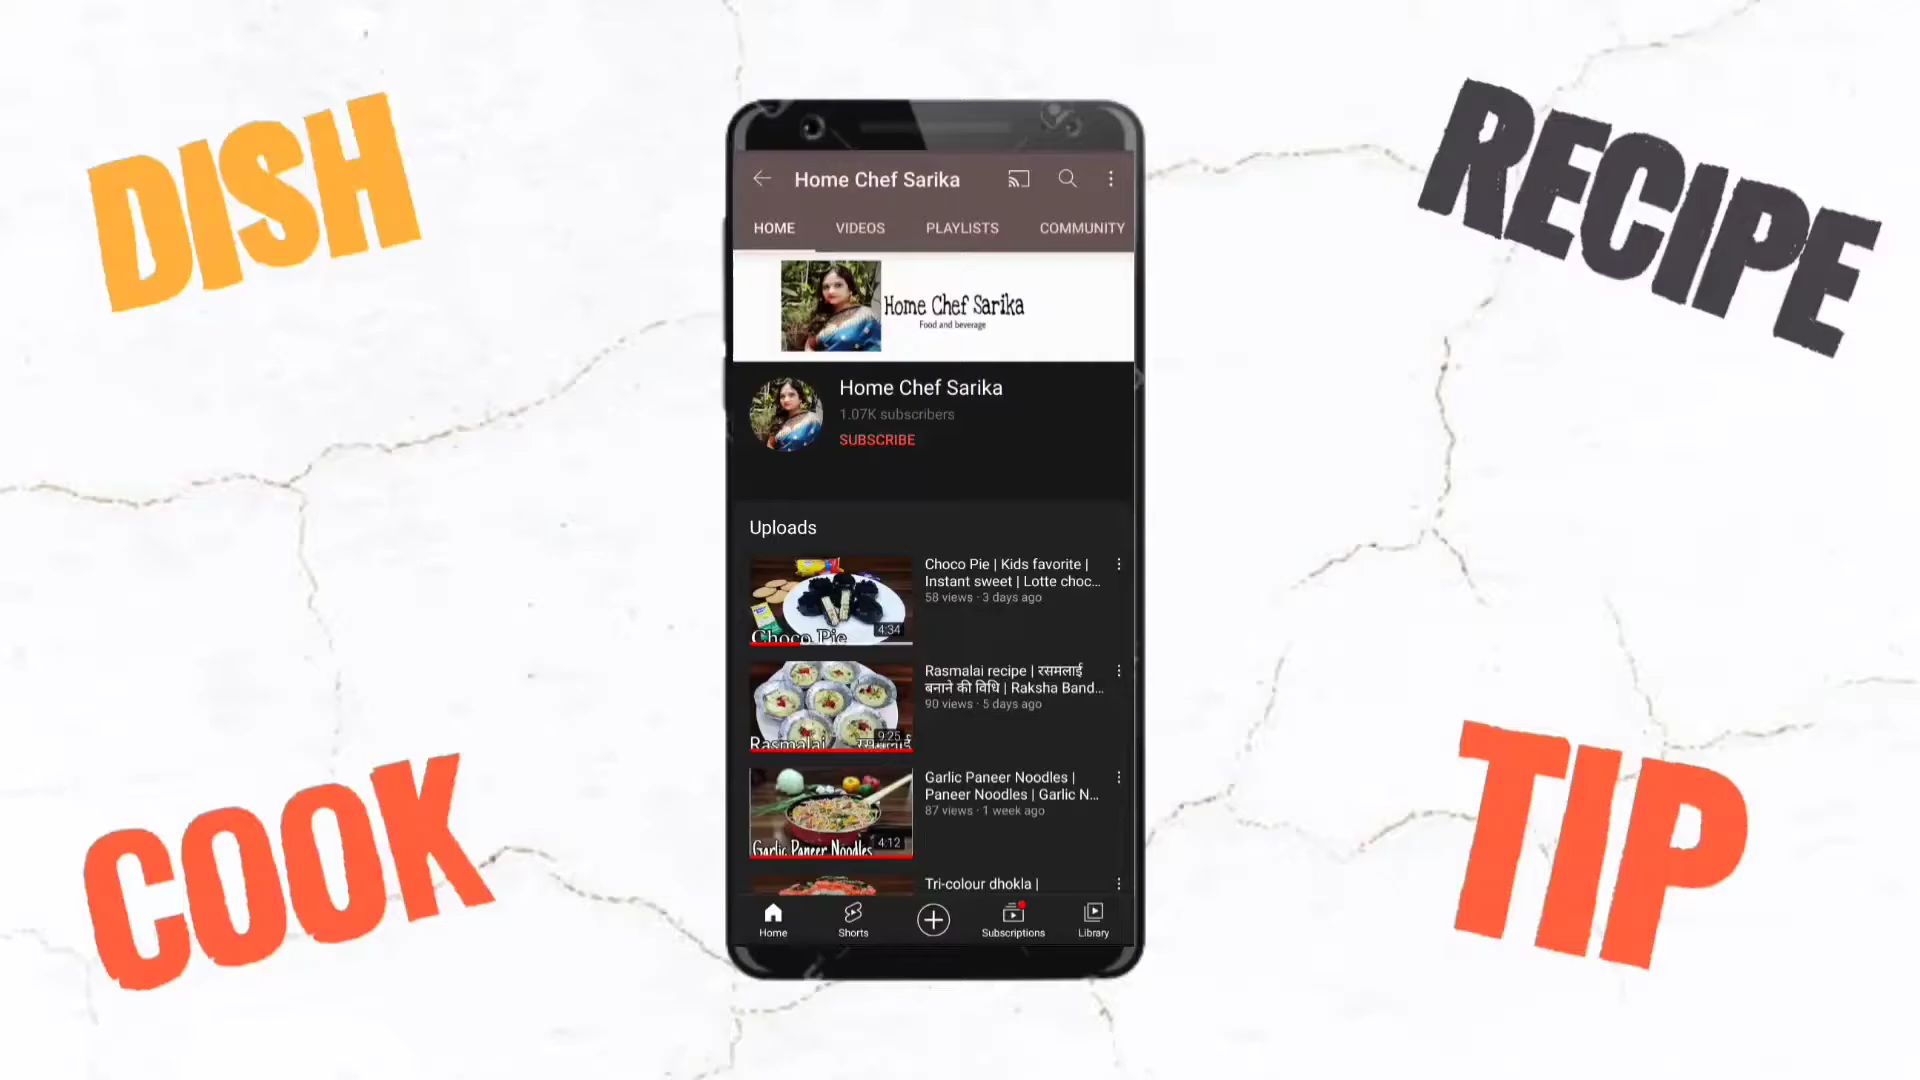 DISH
RECIPE
Home Chef Sarika
HOME VIDEOS PLAYLISTS COMMUNITY
Home Chef Sarika
Food and beverage
Home Chef Sarika
1.07K subscribers
SUBSCRIBE
Uploads
Choco Pie | Kids favorite |
Instant sweet | Lotte choc...
58 views · 3 days ago
Choco Pie
4:34
Rasmalai recipe | रसमलाई
बनाने की विधि | Raksha Band...
90 views · 5 days ago
9:25
Rasmalai रसमलाई
Garlic Paneer Noodles |
Paneer Noodles | Garlic N...
87 views · 1 week ago
4:12
Garlic Paneer Noodles
Tri-colour dhokla |
Home Shorts Subscriptions Library
COOK
TIP